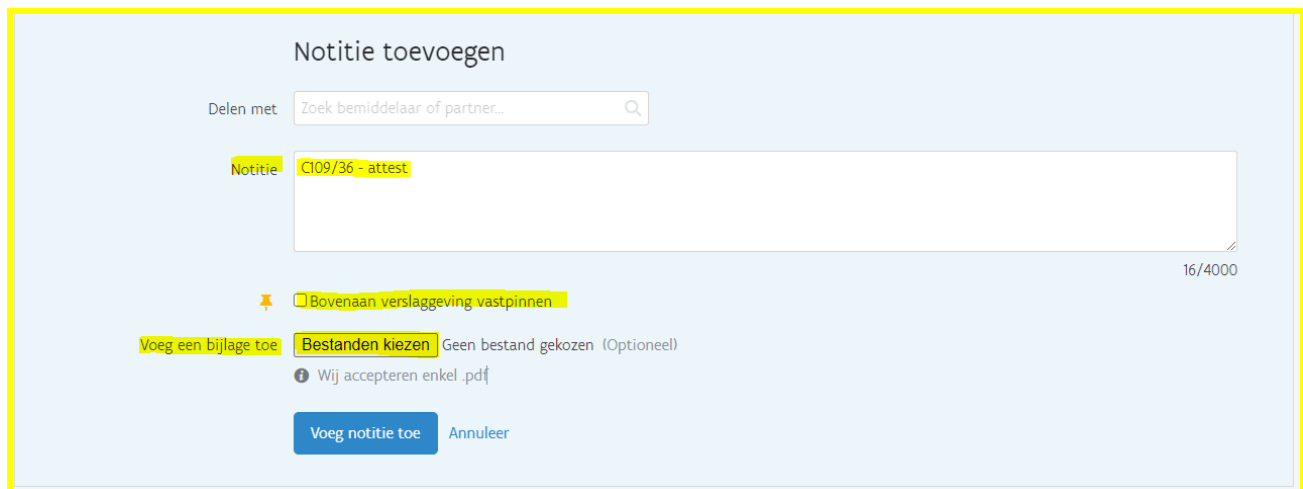 Notitie toevoegen
Delen met Zoek bemiddelaar of partner...
Notitie C109/36 - attest
16/4000
Bovenaan verslaggeving vastpinnen
Voeg een bijlage toe Bestanden kiezen Geen bestand gekozen (Optioneel)
Wij accepteren enkel .pdf
Voeg notitie toe Annuleer